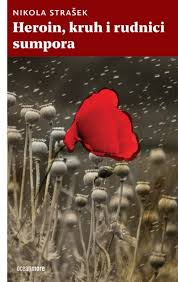 NIKOLA STRAŠEK
Heroin, kruh i rudnici
sumpora
oceanmore